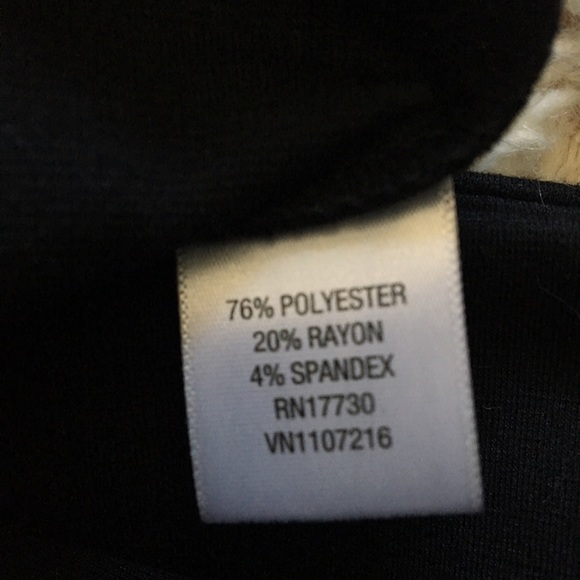 76% POLYESTER
20% RAYON
4% SPANDEX
RN17730
VN1107216